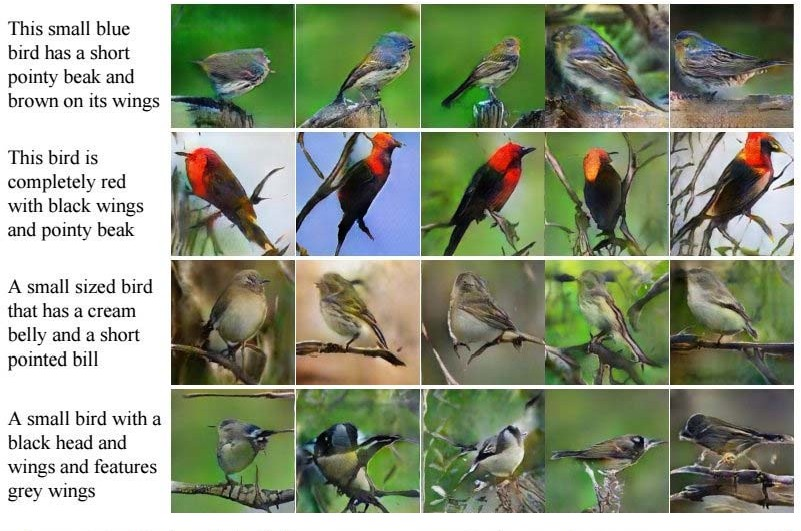 This small blue
bird has a short
pointy beak and
brown on its wings
This bird is
completely red
with black wings
and pointy beak
A small sized bird
that has a cream
belly and a short
pointed bill
A small bird with a
black head and
wings and features
grey wings